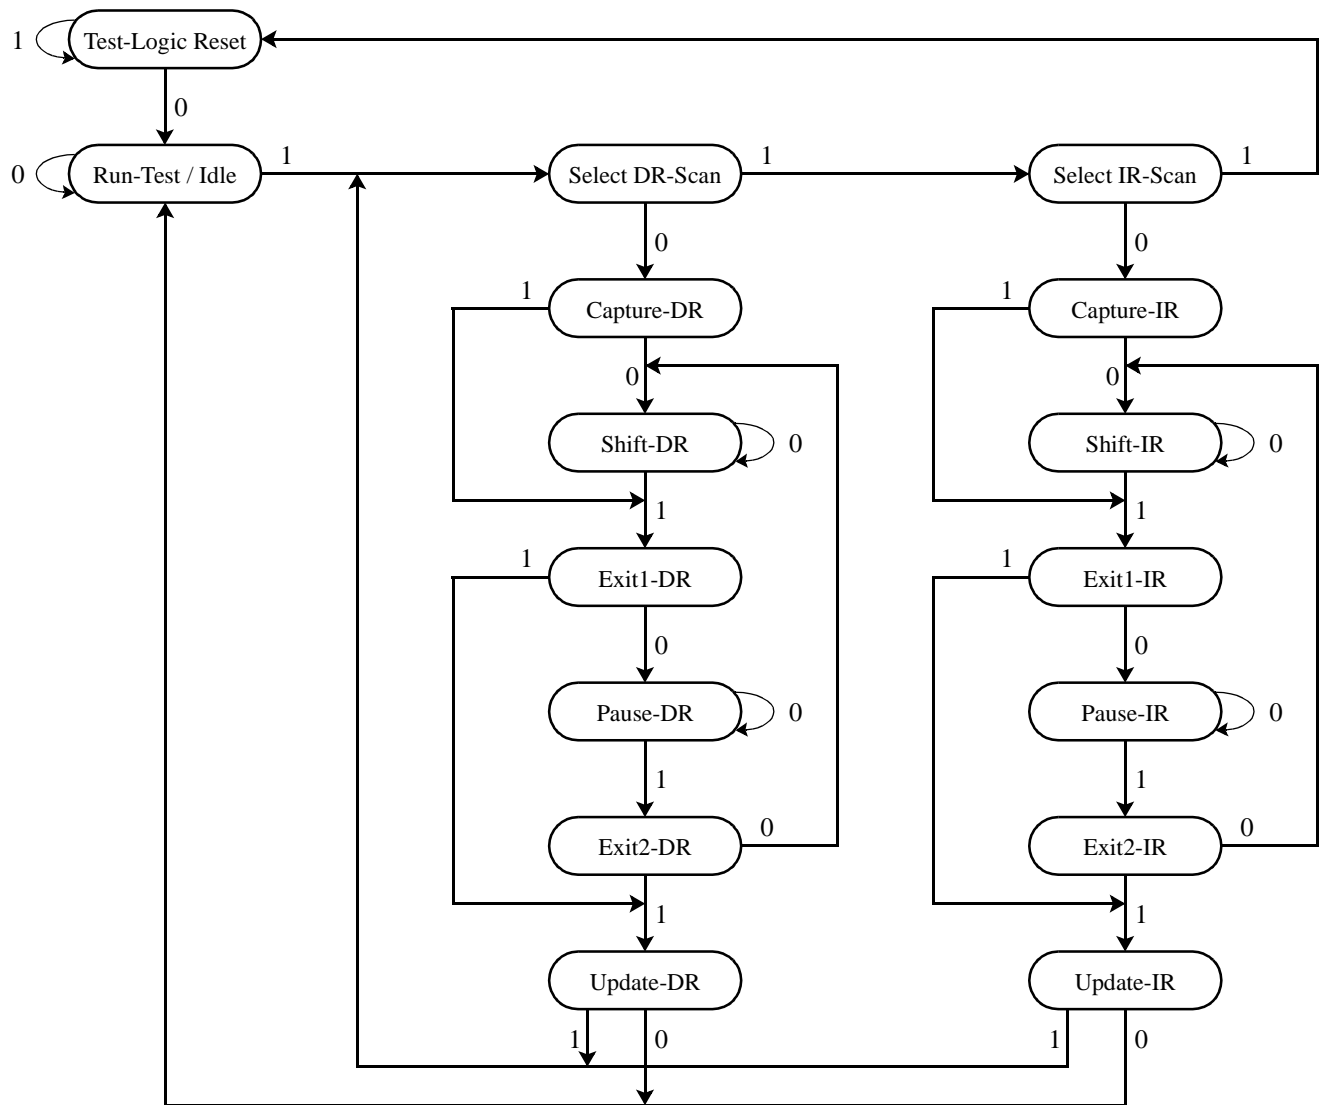 1 Test-Logic Reset
0
0 Run-Test / Idle 1 Select DR-Scan 1 Select IR-Scan 1
0 0
1 Capture-DR 1 Capture-IR
0 0
Shift-DR 0 Shift-IR 0
1 1
1 Exit1-DR 1 Exit1-IR
0 0
Pause-DR 0 Pause-IR 0
1 1
Exit2-DR 0 Exit2-IR 0
1 1
Update-DR Update-IR
1 0 1 0